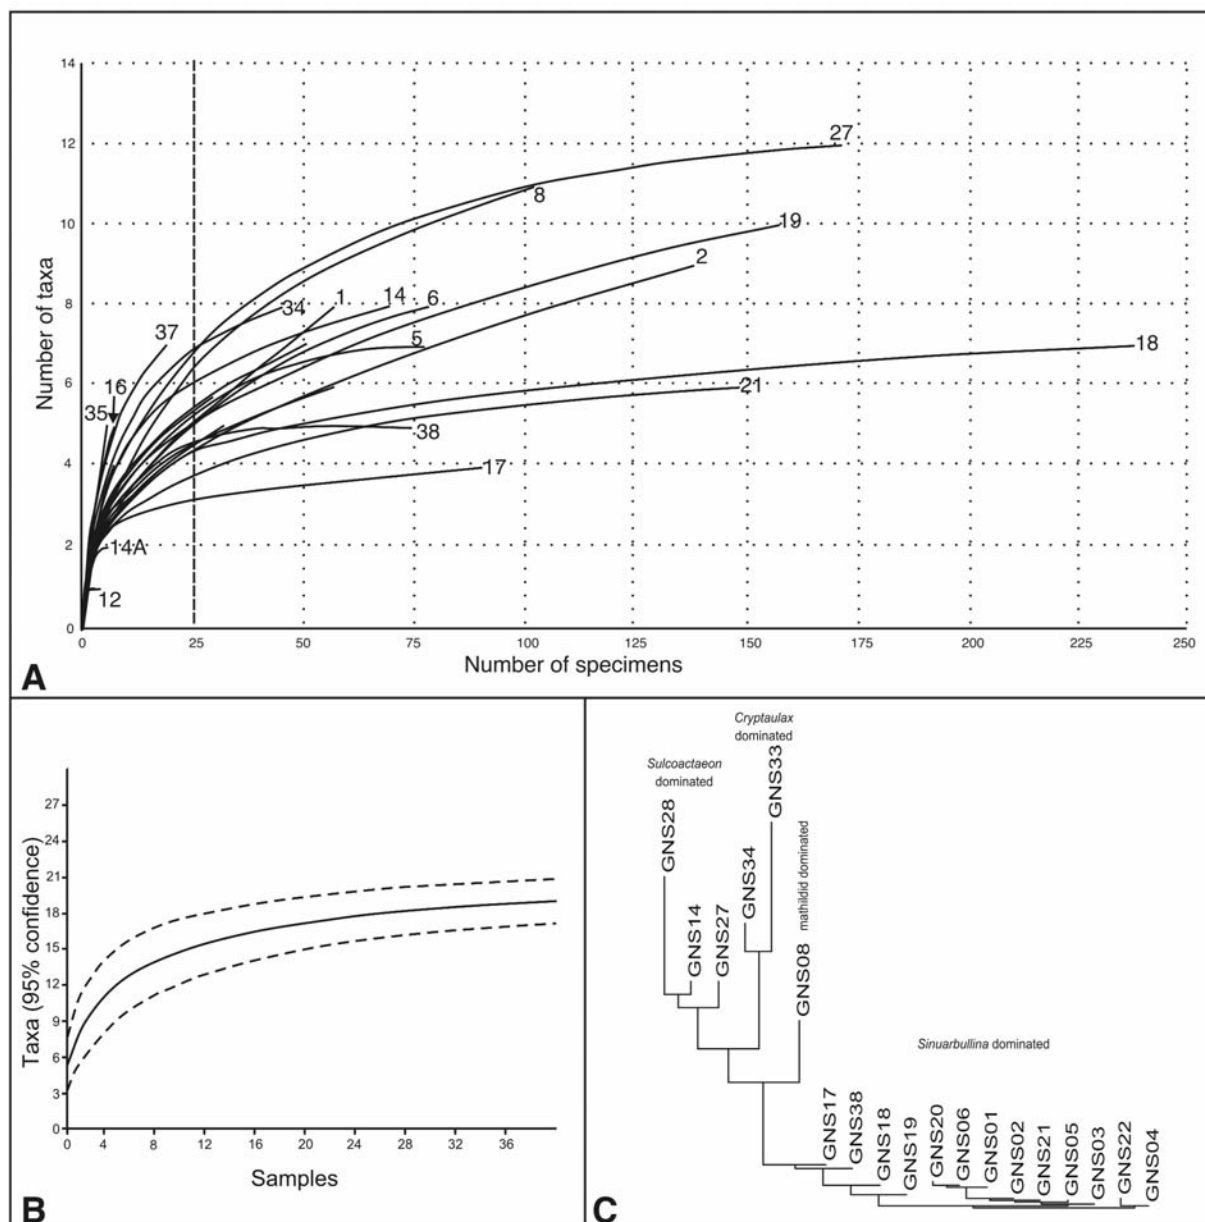 14
12
10
8
6
4
2
0
Number of taxa
27
8
19
2
34
1
14
6
37
5
16
35
18
21
38
17
14A
12
0
25
50
75
100
125
150
175
200
225
250
Number of specimens
A
27
24
21
18
15
12
9
6
3
0
Taxa (95% confidence)
0
4
8
12
16
20
24
28
32
36
Samples
B
Cryptaulax
dominated
Sulcoactaeon
dominated
mathildid dominated
Sinuarbullina dominated
GNS28
GNS14
GNS27
GNS34
GNS33
GNS08
GNS17
GNS38
GNS18
GNS19
GNS20
GNS06
GNS01
GNS02
GNS21
GNS05
GNS03
GNS22
GNS04
C